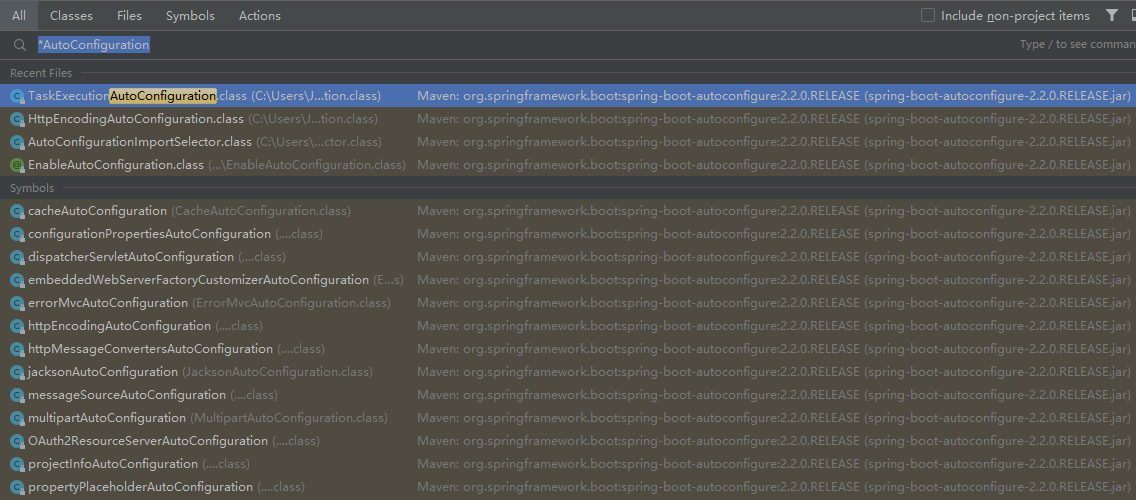 All Classes Files Symbols Actions Include non-project items
*AutoConfiguration Type / to see comman
Recent Files
TaskExecutionAutoConfiguration.class (C:\Users\J...tion.class) Maven: org.springframework.boot:spring-boot-autoconfigure:2.2.0.RELEASE (spring-boot-autoconfigure-2.2.0.RELEASE.jar)
HttpEncodingAutoConfiguration.class (C:\Users\J...tion.class) Maven: org.springframework.boot:spring-boot-autoconfigure:2.2.0.RELEASE (spring-boot-autoconfigure-2.2.0.RELEASE.jar)
AutoConfigurationImportSelector.class (C:\Users\...ctor.class) Maven: org.springframework.boot:spring-boot-autoconfigure:2.2.0.RELEASE (spring-boot-autoconfigure-2.2.0.RELEASE.jar)
EnableAutoConfiguration.class (...\EnableAutoConfiguration.class) Maven: org.springframework.boot:spring-boot-autoconfigure:2.2.0.RELEASE (spring-boot-autoconfigure-2.2.0.RELEASE.jar)
Symbols
cacheAutoConfiguration (CacheAutoConfiguration.class) Maven: org.springframework.boot:spring-boot-autoconfigure:2.2.0.RELEASE (spring-boot-autoconfigure-2.2.0.RELEASE.jar)
configurationPropertiesAutoConfiguration (....class) Maven: org.springframework.boot:spring-boot-autoconfigure:2.2.0.RELEASE (spring-boot-autoconfigure-2.2.0.RELEASE.jar)
dispatcherServletAutoConfiguration (....class) Maven: org.springframework.boot:spring-boot-autoconfigure:2.2.0.RELEASE (spring-boot-autoconfigure-2.2.0.RELEASE.jar)
embeddedWebServerFactoryCustomizerAutoConfiguration (E...s) Maven: org.springframework.boot:spring-boot-autoconfigure:2.2.0.RELEASE (spring-boot-autoconfigure-2.2.0.RELEASE.jar)
errorMvcAutoConfiguration (ErrorMvcAutoConfiguration.class) Maven: org.springframework.boot:spring-boot-autoconfigure:2.2.0.RELEASE (spring-boot-autoconfigure-2.2.0.RELEASE.jar)
httpEncodingAutoConfiguration (....class) Maven: org.springframework.boot:spring-boot-autoconfigure:2.2.0.RELEASE (spring-boot-autoconfigure-2.2.0.RELEASE.jar)
httpMessageConvertersAutoConfiguration (....class) Maven: org.springframework.boot:spring-boot-autoconfigure:2.2.0.RELEASE (spring-boot-autoconfigure-2.2.0.RELEASE.jar)
jacksonAutoConfiguration (JacksonAutoConfiguration.class) Maven: org.springframework.boot:spring-boot-autoconfigure:2.2.0.RELEASE (spring-boot-autoconfigure-2.2.0.RELEASE.jar)
messageSourceAutoConfiguration (....class) Maven: org.springframework.boot:spring-boot-autoconfigure:2.2.0.RELEASE (spring-boot-autoconfigure-2.2.0.RELEASE.jar)
multipartAutoConfiguration (MultipartAutoConfiguration.class) Maven: org.springframework.boot:spring-boot-autoconfigure:2.2.0.RELEASE (spring-boot-autoconfigure-2.2.0.RELEASE.jar)
OAuth2ResourceServerAutoConfiguration (....class) Maven: org.springframework.boot:spring-boot-autoconfigure:2.2.0.RELEASE (spring-boot-autoconfigure-2.2.0.RELEASE.jar)
projectInfoAutoConfiguration (....class) Maven: org.springframework.boot:spring-boot-autoconfigure:2.2.0.RELEASE (spring-boot-autoconfigure-2.2.0.RELEASE.jar)
propertyPlaceholderAutoConfiguration (....class) Maven: org.springframework.boot:spring-boot-autoconfigure:2.2.0.RELEASE (spring-boot-autoconfigure-2.2.0.RELEASE.jar)